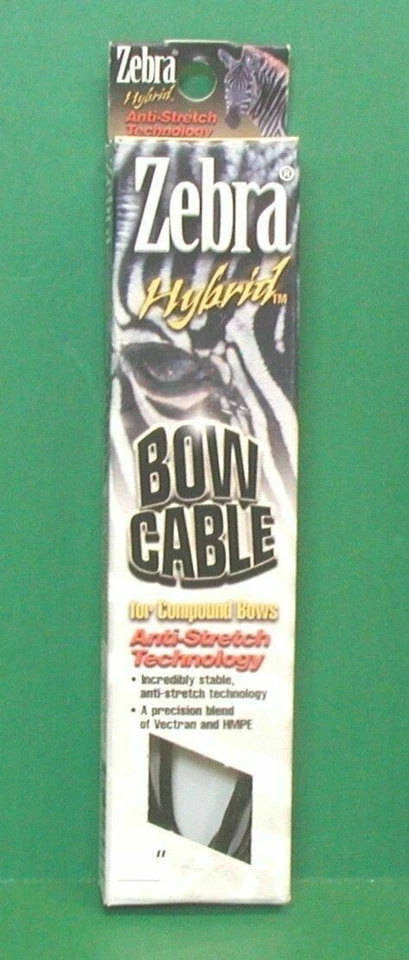 Zebra®
Hybrid™
Anti-Stretch
Technology
Zebra®
Hybrid™
BOW
CABLE
for Compound Bows
Anti-Stretch
Technology
• Incredibly stable,
anti-stretch technology
• A precision blend
of Vectran and HMPE
"